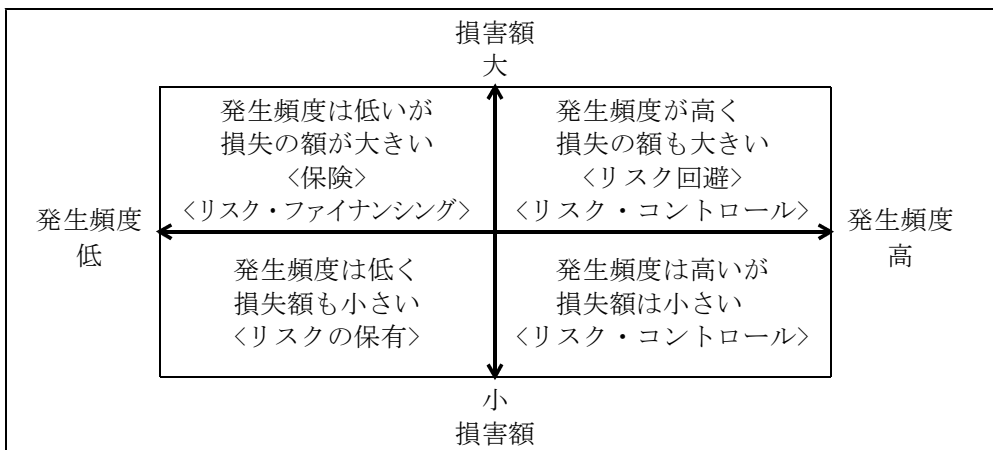 損害額
大
発生頻度は低いが
損失の額が大きい
<保険>
<リスク・ファイナンシング>
発生頻度が高く
損失の額も大きい
<リスク回避>
<リスク・コントロール>
発生頻度
低
発生頻度
高
発生頻度は低く
損失額も小さい
<リスクの保有>
発生頻度は高いが
損失額は小さい
<リスク・コントロール>
小
損害額